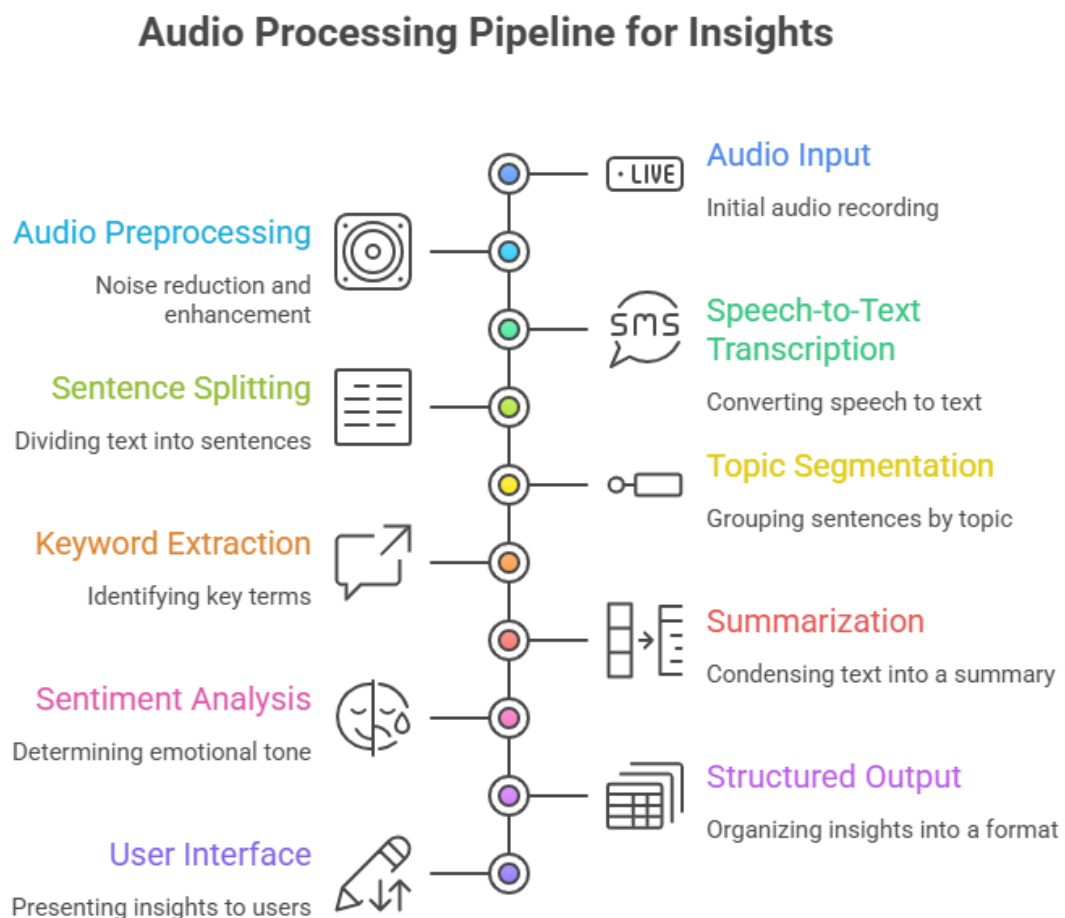 Audio Processing Pipeline for Insights
· LIVE
Audio Input
Initial audio recording
Audio Preprocessing
Noise reduction and
enhancement
SMS
Speech-to-Text
Transcription
Converting speech to text
Sentence Splitting
Dividing text into sentences
Topic Segmentation
Grouping sentences by topic
Keyword Extraction
Identifying key terms
Summarization
Condensing text into a summary
Sentiment Analysis
Determining emotional tone
Structured Output
Organizing insights into a format
User Interface
Presenting insights to users